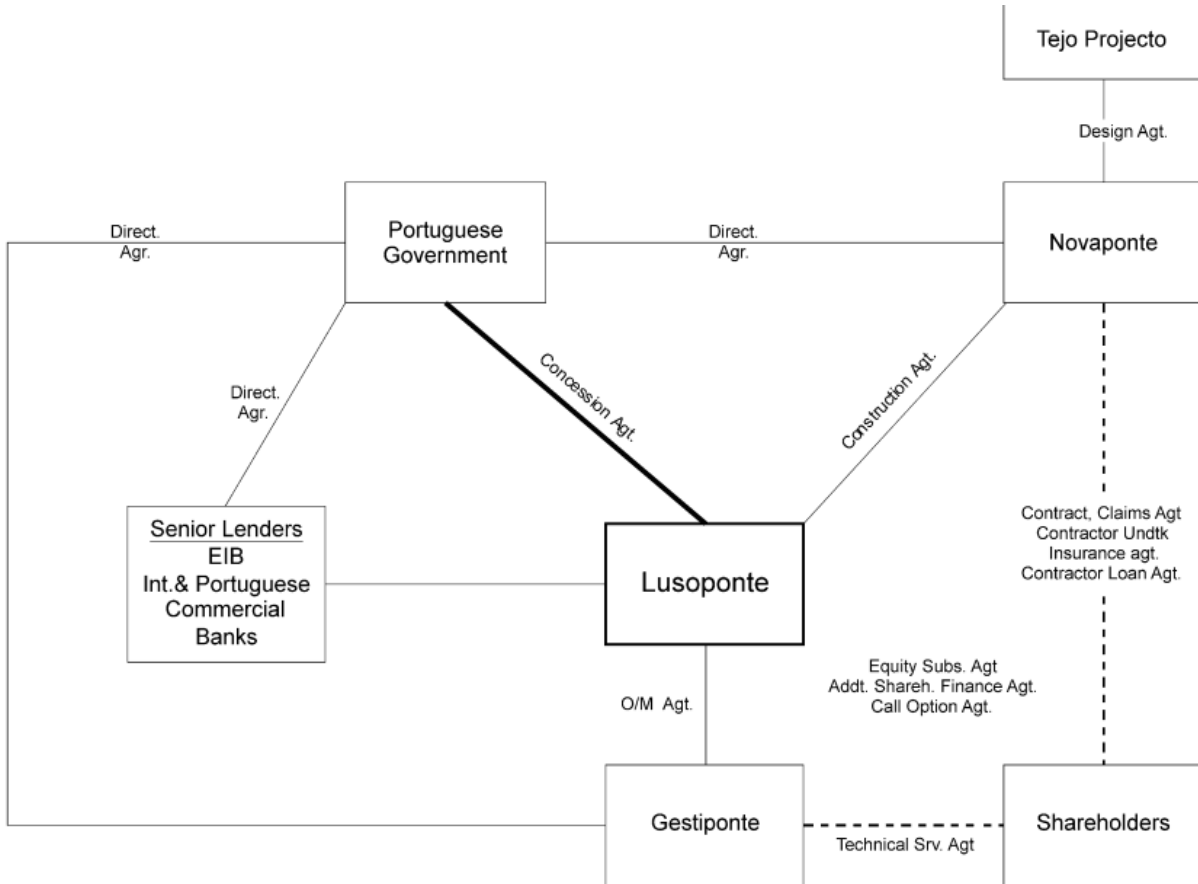 Tejo Projecto
Design Agt.
Direct.
Agr.
Portuguese
Government
Direct.
Agr.
Novaponte
Direct.
Agr.
Concession Agt.
Construction Agt.
Senior Lenders
EIB
Int.& Portuguese
Commercial
Banks
Lusoponte
Contract, Claims Agt
Contractor Undtk
Insurance agt.
Contractor Loan Agt.
O/M Agt.
Equity Subs. Agt
Addt. Shareh. Finance Agt.
Call Option Agt.
Gestiponte
Technical Srv. Agt
Shareholders